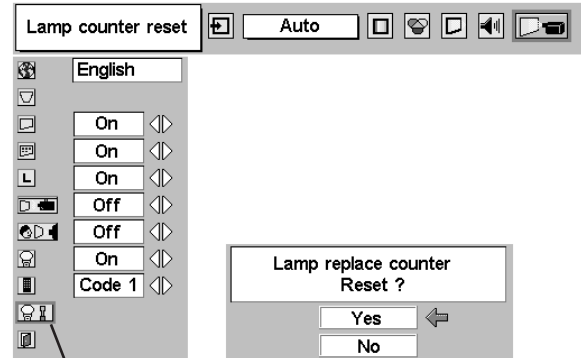 Lamp counter reset
Auto
English
On
On
L
On
Off
Off
On
Code 1
Lamp replace counter
Reset ?
Yes
No